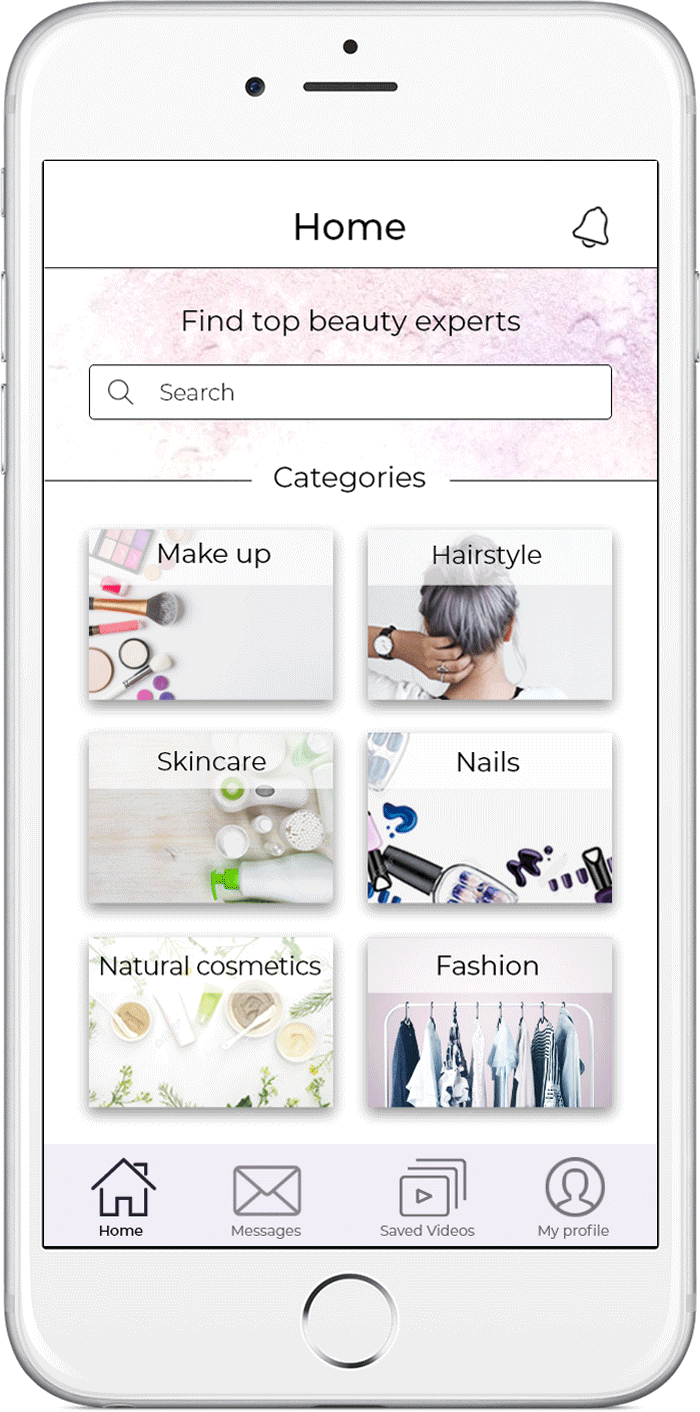 Home
Find top beauty experts
Search
Categories
Make up
Hairstyle
Skincare
Nails
Natural cosmetics
Fashion
Home
Messages
Saved Videos
My profile